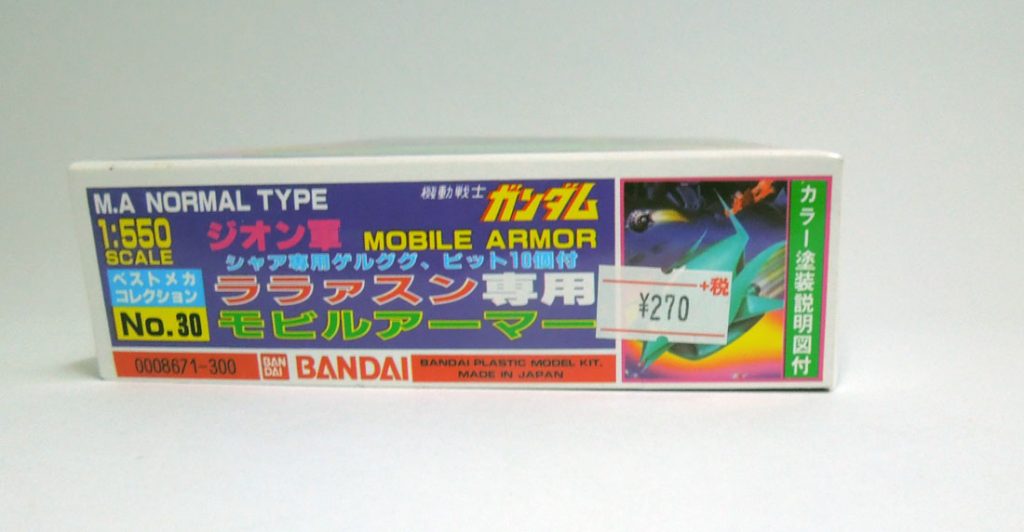 M.A NORMAL TYPE
機動戦士 ガンダム
1:550
SCALE
ジオン軍 MOBILE ARMOR
シャア専用ゲルググ、ビット10個付
ベストメカ
コレクション
ララァスン専用
No.30
モビルアーマー
+税
¥270
カラー塗装説明図付
0008671-300
BAN
DAI
BANDAI
BANDAI PLASTIC MODEL KIT.
MADE IN JAPAN